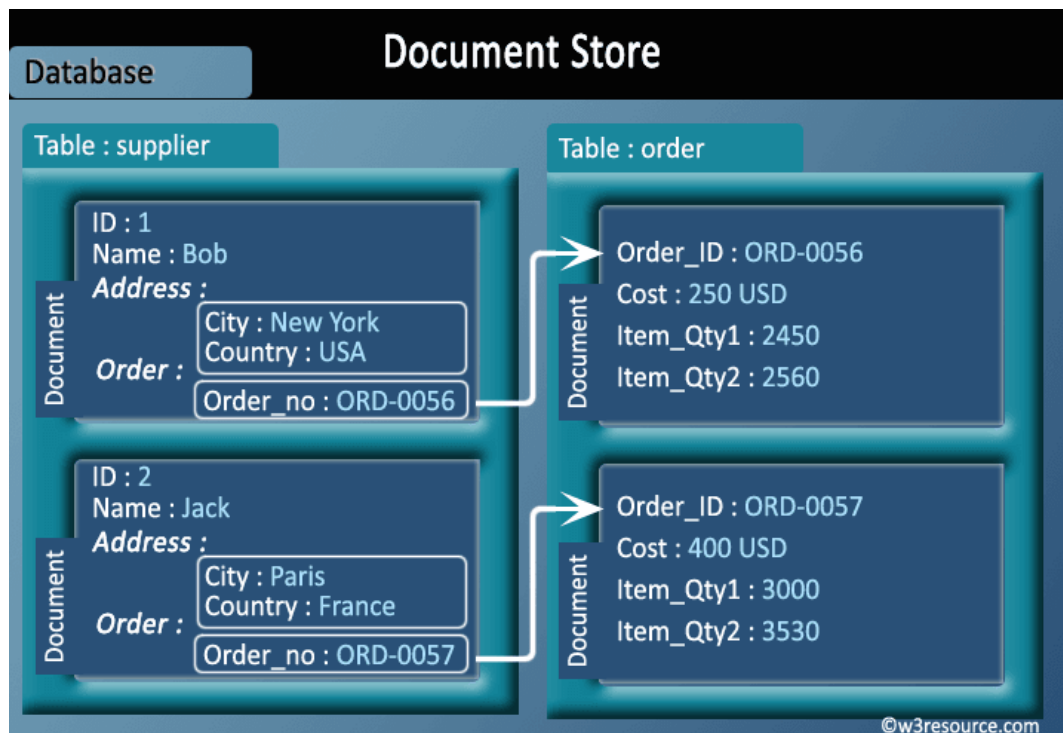 Document Store
Database
Table : supplier
ID : 1
Name : Bob
Address :
City : New York
Country : USA
Order :
Order_no : ORD-0056
Document
ID : 2
Name : Jack
Address :
City : Paris
Country : France
Order :
Order_no : ORD-0057
Document
Table : order
Order_ID : ORD-0056
Cost : 250 USD
Item_Qty1 : 2450
Item_Qty2 : 2560
Document
Order_ID : ORD-0057
Cost : 400 USD
Item_Qty1 : 3000
Item_Qty2 : 3530
Document
©w3resource.com